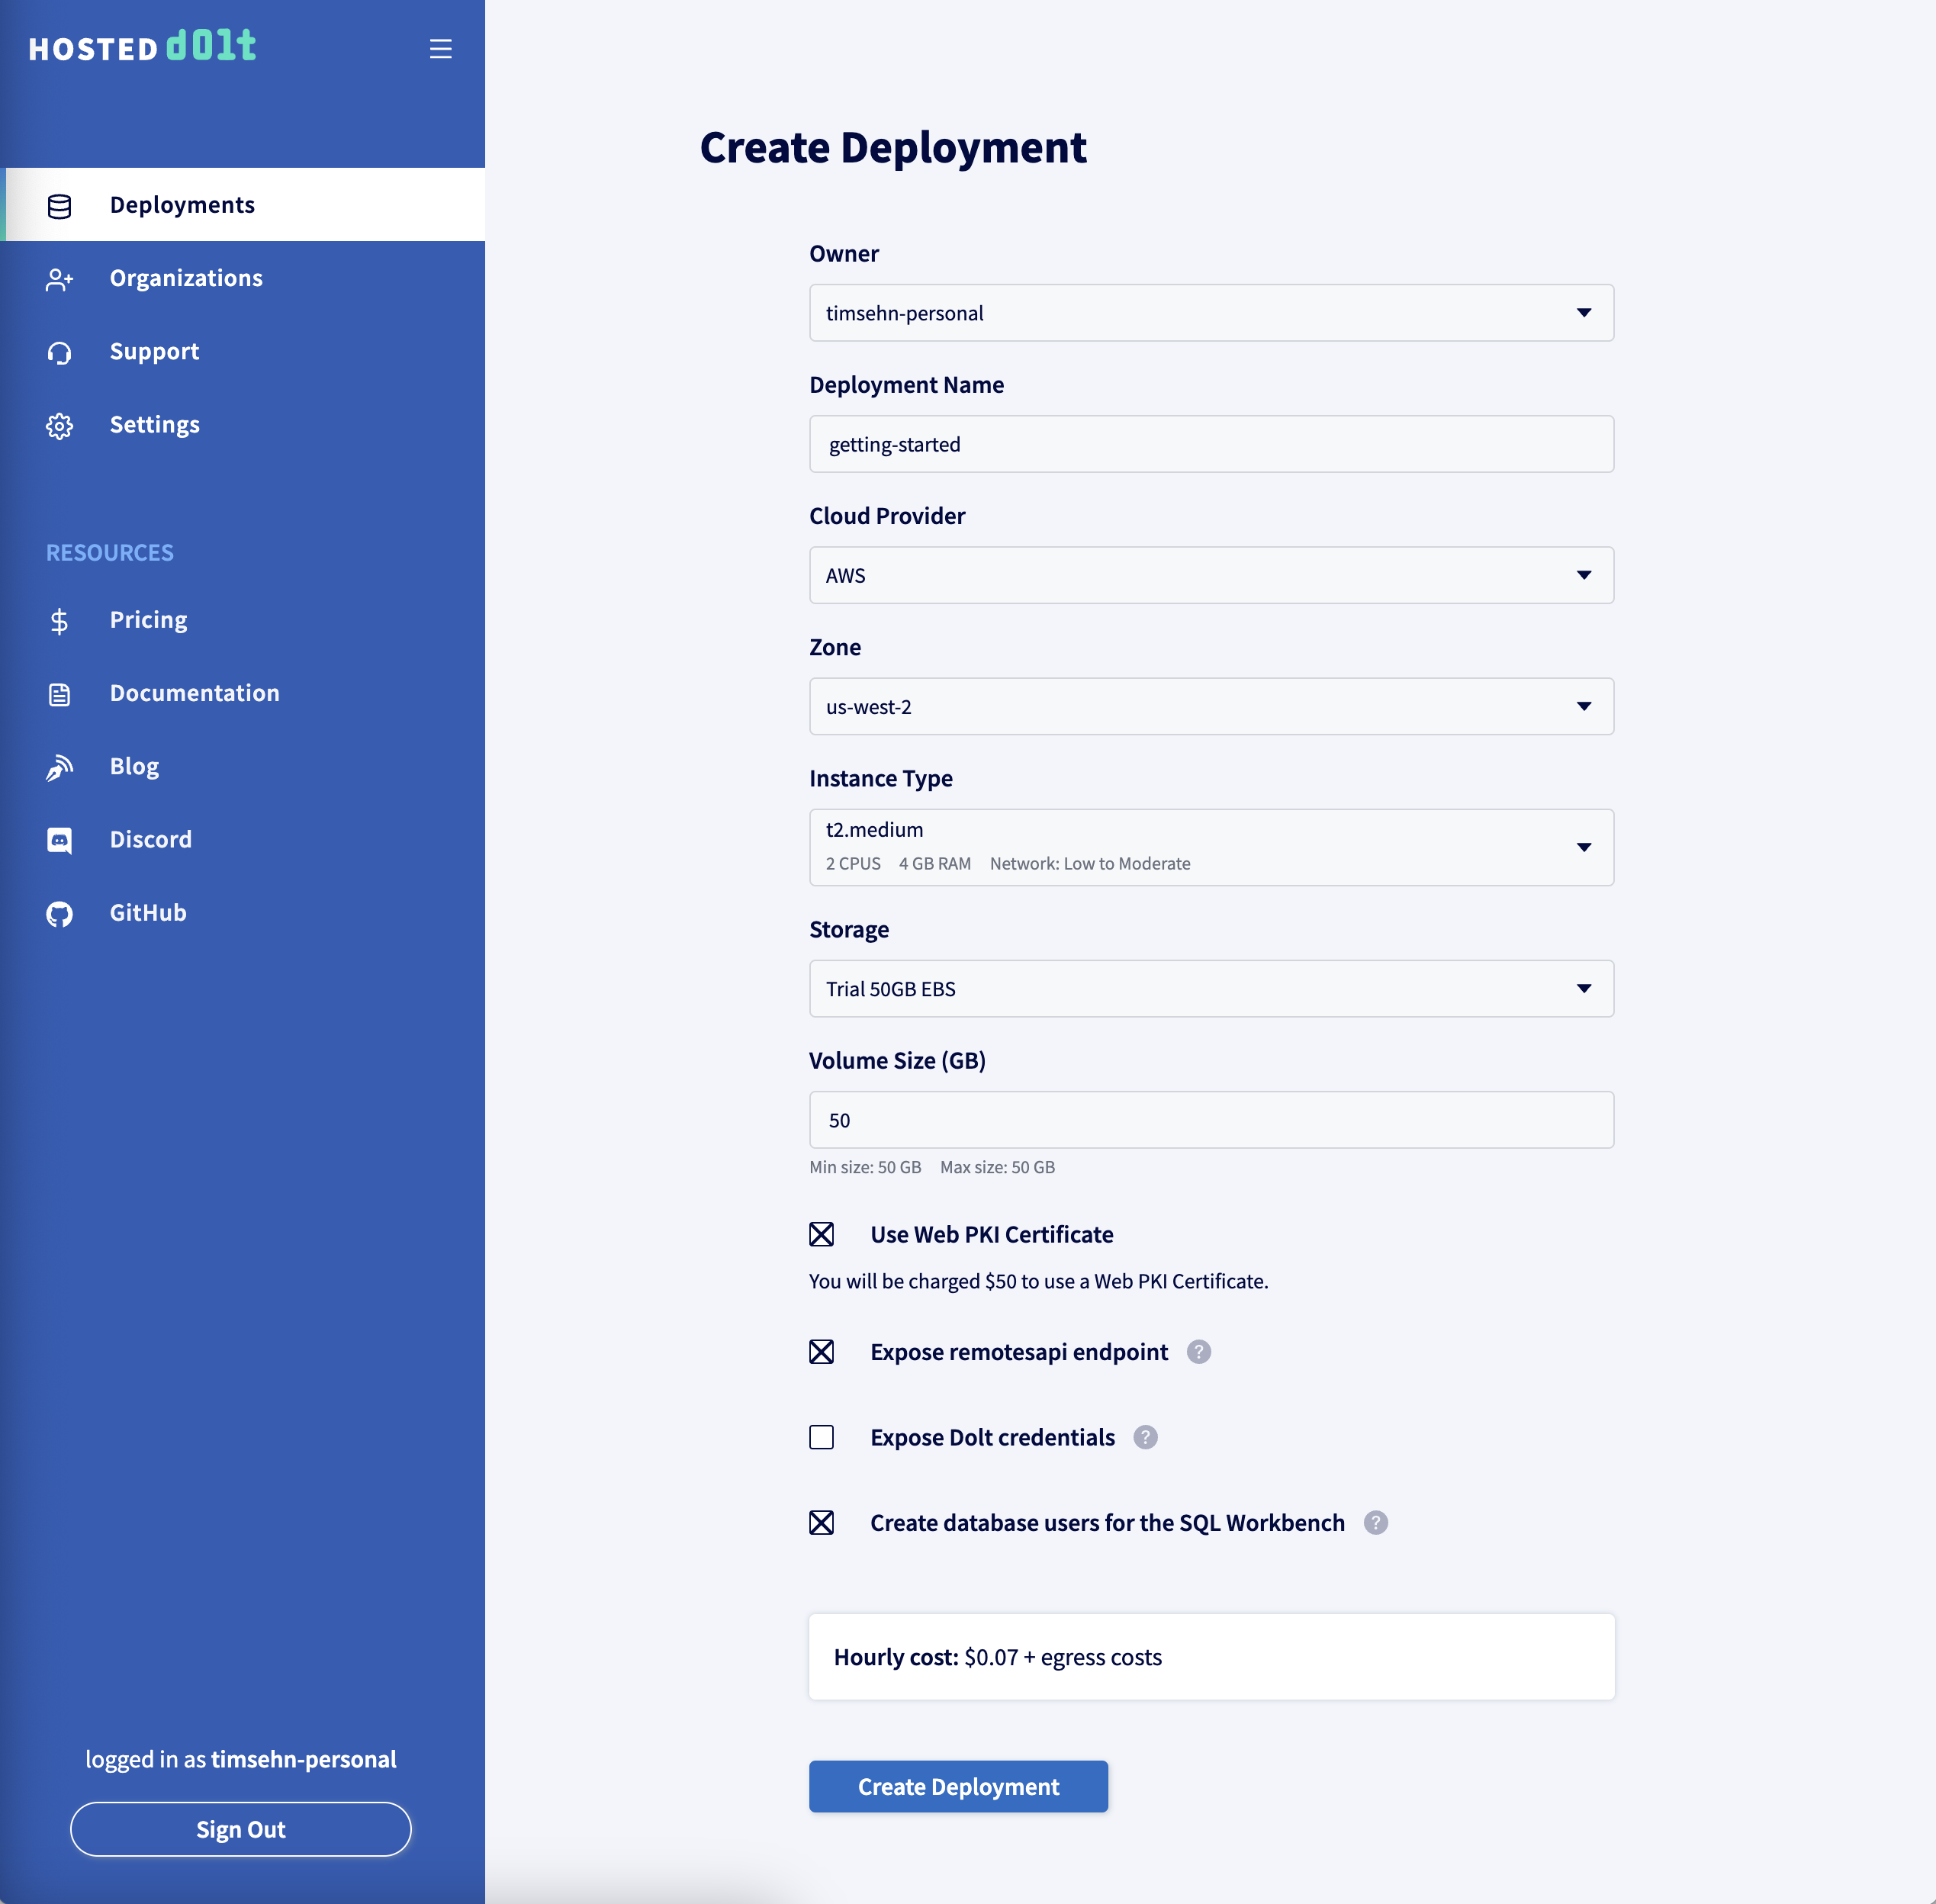 HOSTED dolt
Deployments
Organizations
Support
Settings
RESOURCES
Pricing
Documentation
Blog
Discord
GitHub
logged in as timsehn-personal
Sign Out
Create Deployment
Owner
timsehn-personal
Deployment Name
getting-started
Cloud Provider
AWS
Zone
us-west-2
Instance Type
t2.medium
2 CPUS 4 GB RAM Network: Low to Moderate
Storage
Trial 50GB EBS
Volume Size (GB)
50
Min size: 50 GB Max size: 50 GB
Use Web PKI Certificate
You will be charged $50 to use a Web PKI Certificate.
Expose remotesapi endpoint ?
Expose Dolt credentials ?
Create database users for the SQL Workbench ?
Hourly cost: $0.07 + egress costs
Create Deployment